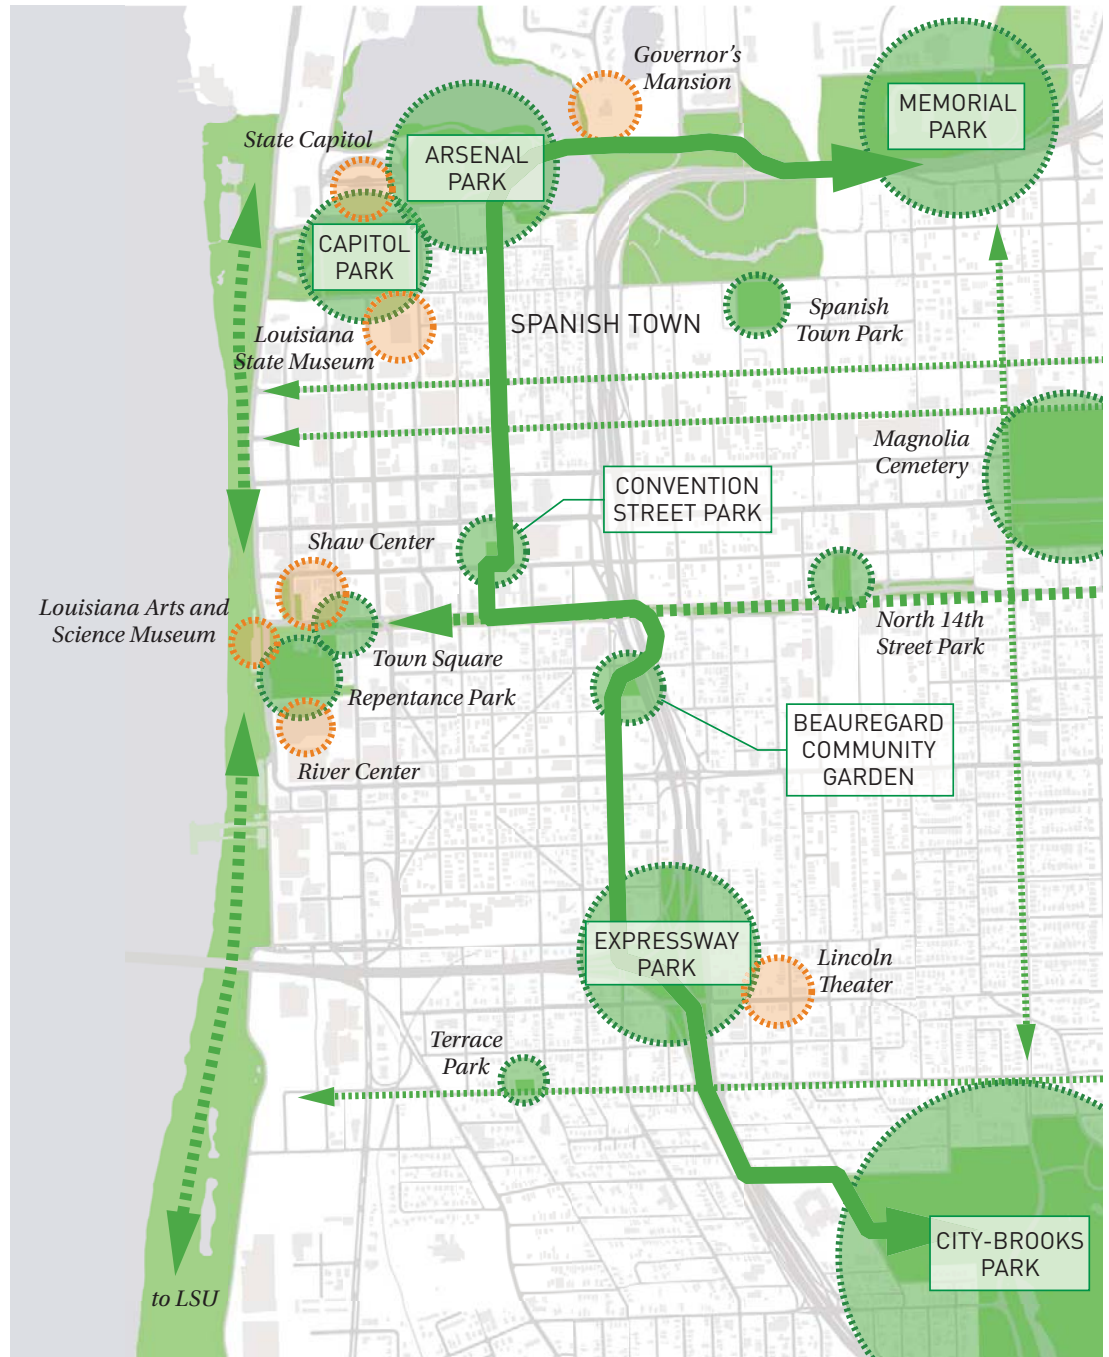 Governor's
Mansion
MEMORIAL
PARK
State Capitol
ARSENAL
PARK
CAPITOL
PARK
Louisiana
State Museum
SPANISH TOWN
Spanish
Town Park
Magnolia
Cemetery
CONVENTION
STREET PARK
Shaw Center
Louisiana Arts and
Science Museum
North 14th
Street Park
Town Square
Repentance Park
BEAUREGARD
COMMUNITY
GARDEN
River Center
EXPRESSWAY
PARK
Lincoln
Theater
Terrace
Park
CITY-BROOKS
PARK
to LSU